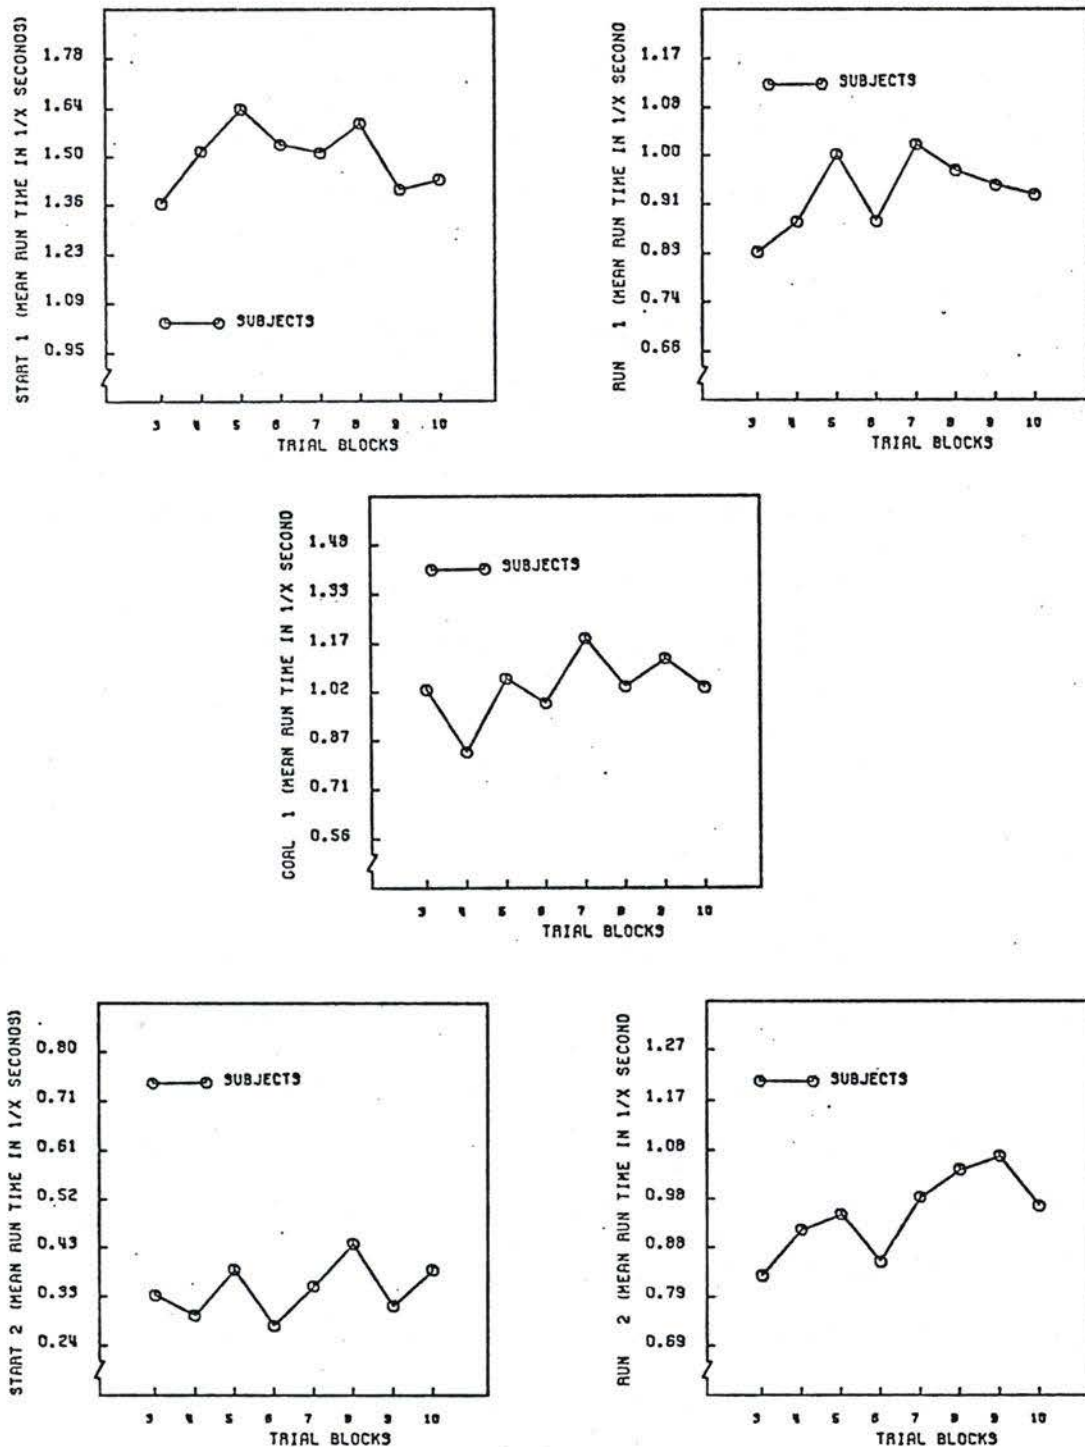 START 1 (MEAN RUN TIME IN 1/X SECONDS)
1.78
1.64
1.50
1.36
1.23
1.09
0.95
SUBJECTS
3 4 5 6 7 8 9 10
TRIAL BLOCKS
RUN 1 (MEAN RUN TIME IN 1/X SECOND
1.17
1.09
1.00
0.91
0.83
0.74
0.66
SUBJECTS
3 4 5 6 7 8 9 10
TRIAL BLOCKS
GOAL 1 (MEAN RUN TIME IN 1/X SECOND
1.48
1.33
1.17
1.02
0.87
0.71
0.56
SUBJECTS
3 4 5 6 7 8 9 10
TRIAL BLOCKS
START 2 (MEAN RUN TIME IN 1/X SECONDS)
0.80
0.71
0.61
0.52
0.43
0.33
0.24
SUBJECTS
3 4 5 6 7 8 9 10
TRIAL BLOCKS
RUN 2 (MEAN RUN TIME IN 1/X SECOND
1.27
1.17
1.08
0.98
0.88
0.79
0.69
SUBJECTS
3 4 5 6 7 8 9 10
TRIAL BLOCKS